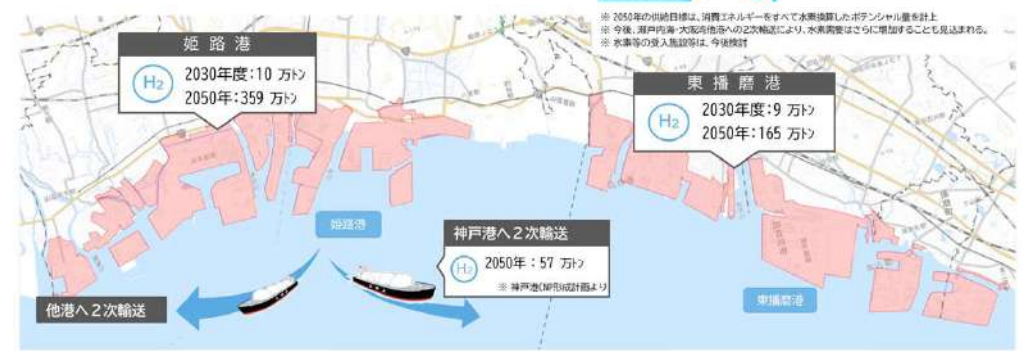 ※ 2050年の供給目標は、消費エネルギーをすべて水素換算したポテンシャル量を計上
※ 今後、瀬戸内海・大阪湾他港への2次輸送により、水素需要はさらに増加することも見込まれる。
※ 水素等の受入施設等は、今後検討
姫路港
H2
2030年度:10 万トン
2050年:359 万トン
東播磨港
H2
2030年度:9 万トン
2050年:165 万トン
姫路港
神戸港へ2次輸送
H2
2050年:57 万トン
※ 神戸港CNP形成計画より
他港へ2次輸送
東播磨港